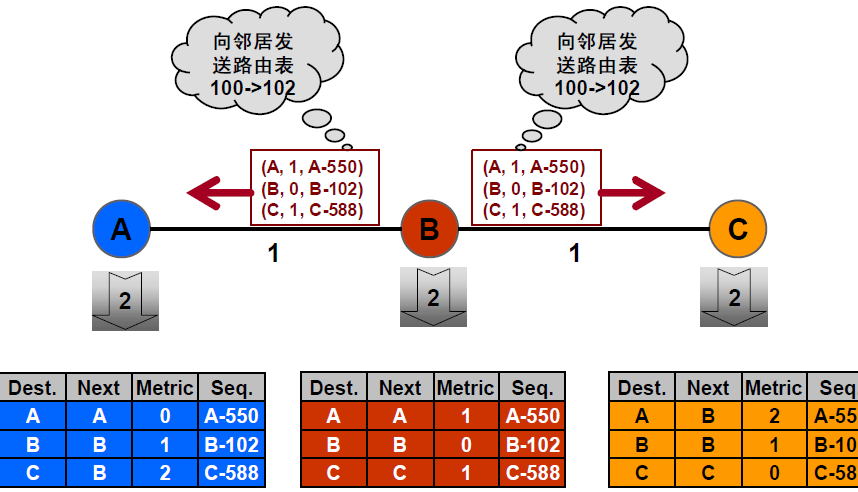 向邻居发
送路由表
100->102
向邻居发
送路由表
100->102
(A, 1, A-550)
(B, 0, B-102)
(C, 1, C-588)
(A, 1, A-550)
(B, 0, B-102)
(C, 1, C-588)
A
B
C
1
1
2
2
2
Dest. Next Metric Seq.
A A 0 A-550
B B 1 B-102
C B 2 C-588
Dest. Next Metric Seq.
A A 1 A-550
B B 0 B-102
C C 1 C-588
Dest. Next Metric Seq
A B 2 A-55
B B 1 B-10
C C 0 C-58